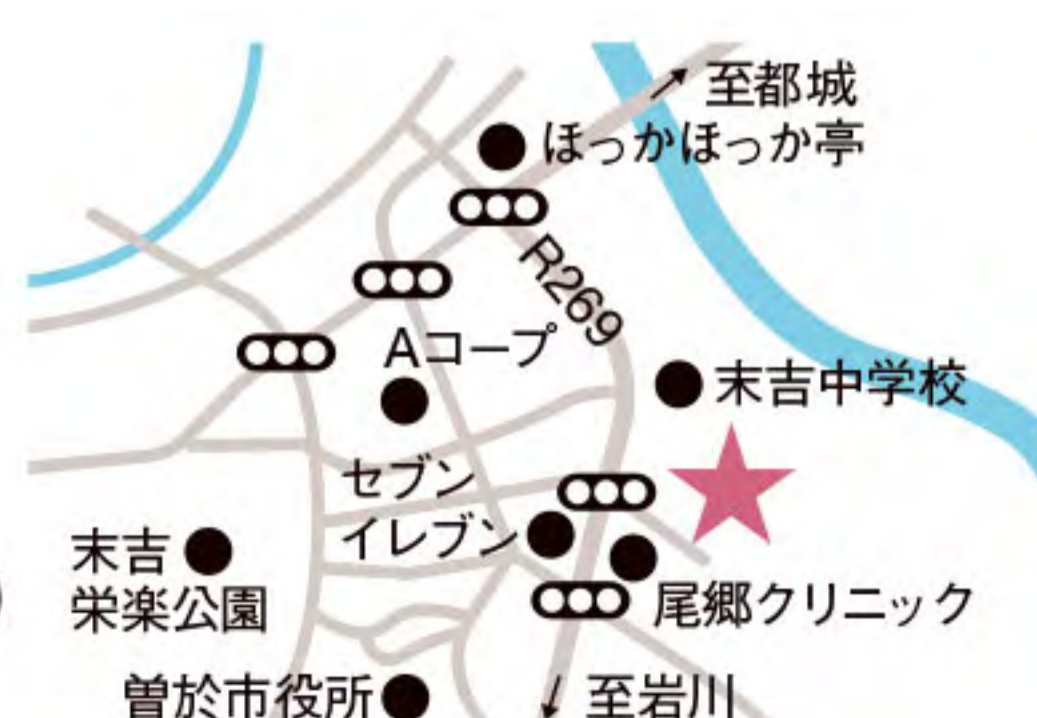 至都城
ほっかほっか亭
R269
Aコープ
末吉中学校
セブン
イレブン
末吉
栄楽公園
尾郷クリニック
曽於市役所
至岩川